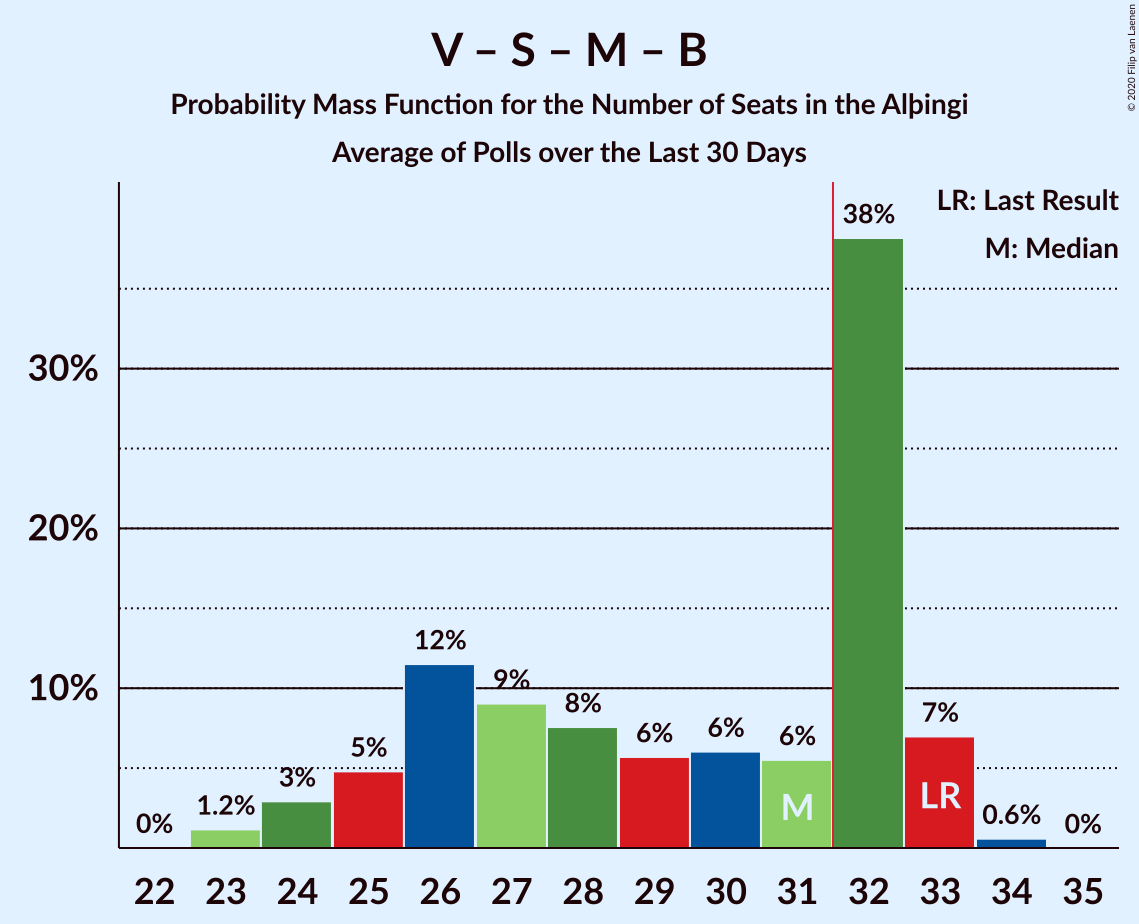 V – S – M – B
Probability Mass Function for the Number of Seats in the Alþingi
Average of Polls over the Last 30 Days
© 2020 Filip van Laenen
LR: Last Result
M: Median
30%
20%
10%
0%
1.2%
3%
5%
12%
9%
8%
6%
6%
6%
38%
7%
0.6%
0%
M
LR
22 23 24 25 26 27 28 29 30 31 32 33 34 35